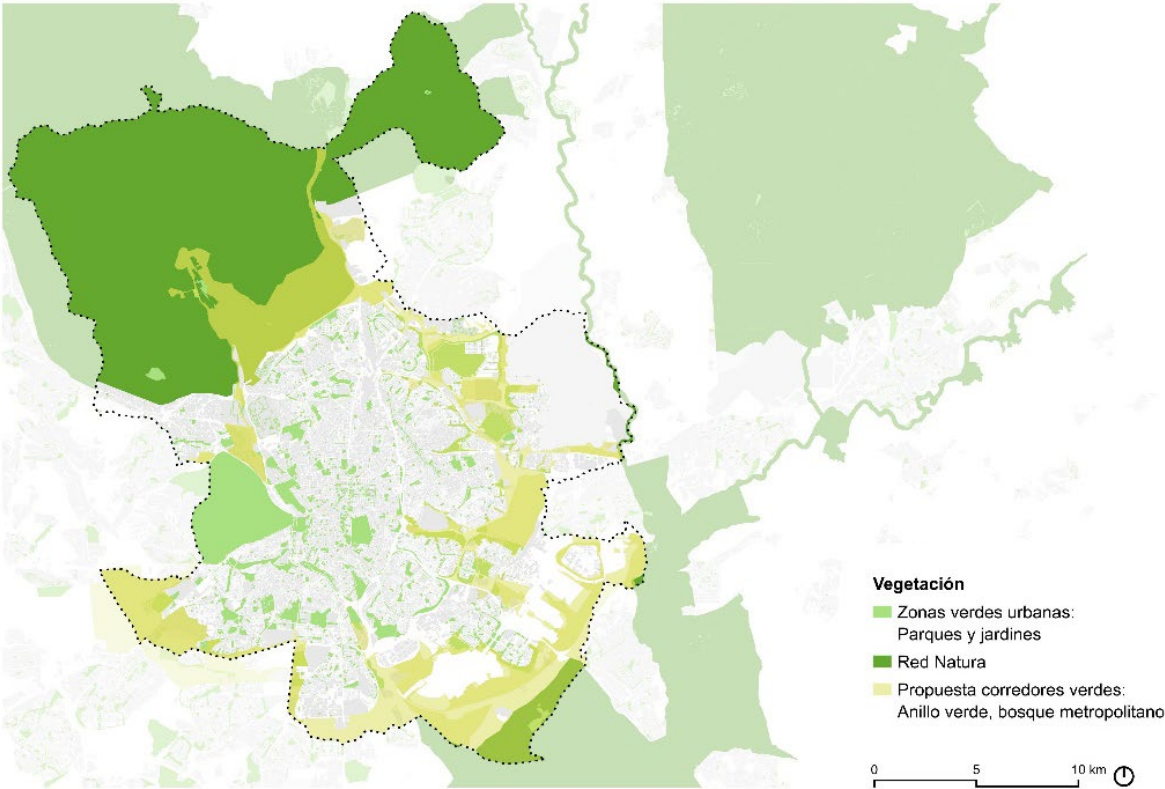 Vegetación
Zonas verdes urbanas:
Parques y jardines
Red Natura
Propuesta corredores verdes:
Anillo verde, bosque metropolitano
0 5 10 km